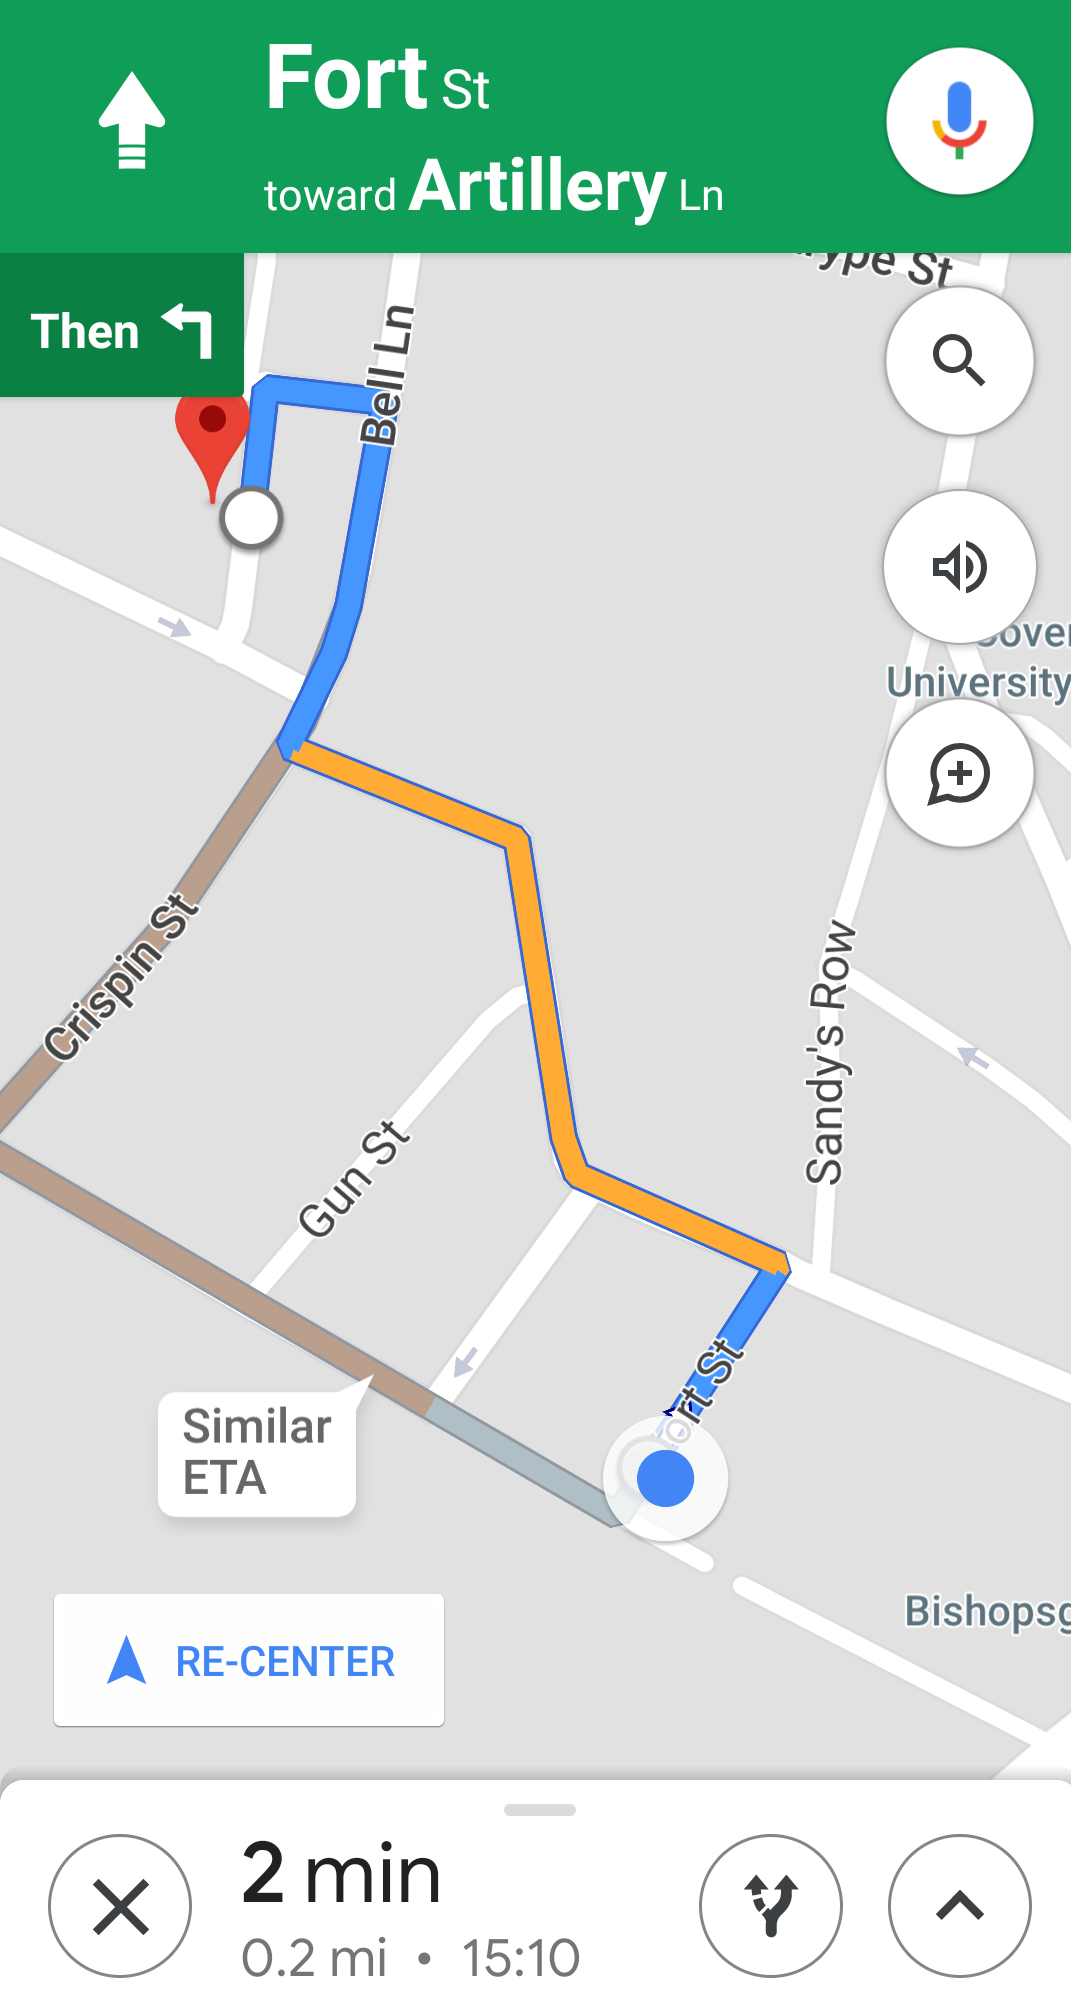 Fort St
toward Artillery Ln
Then
Bell Ln
University
Crispin St
Sandy's Row
Gun St
Similar
ETA
RE-CENTER
2 min
0.2 mi • 15:10